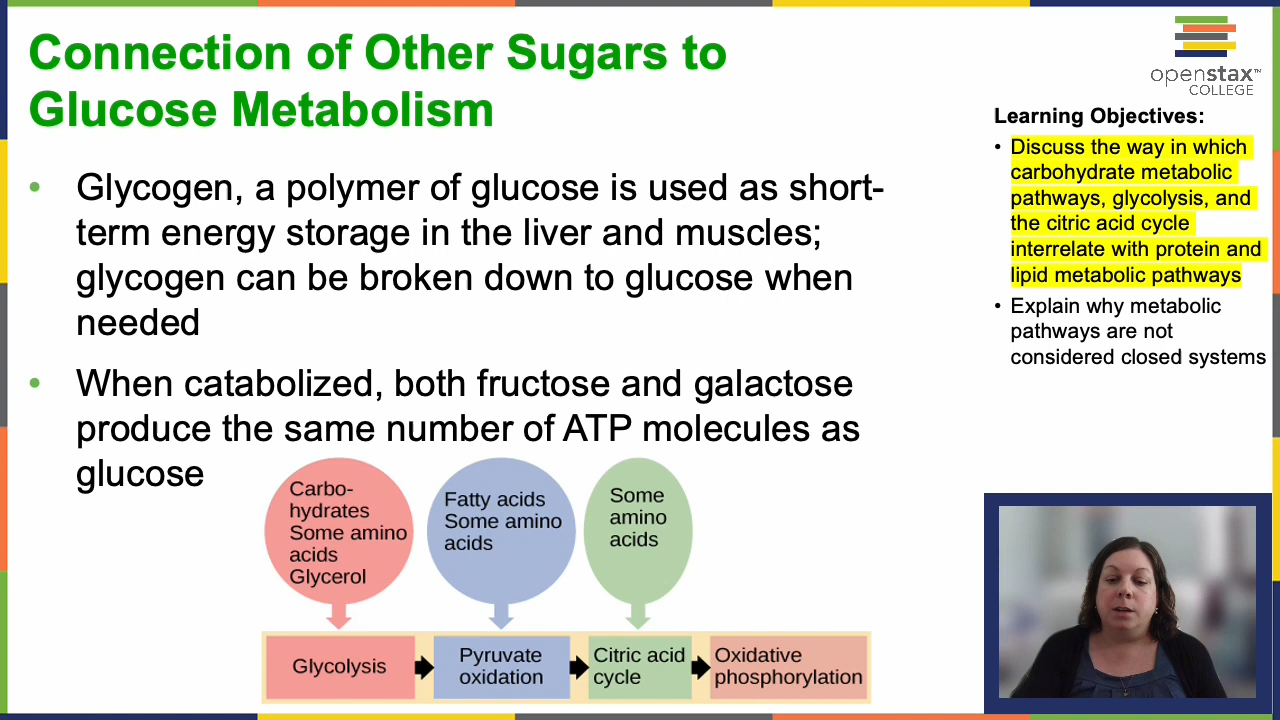 Connection of Other Sugars to
Glucose Metabolism
• Glycogen, a polymer of glucose is used as short-
term energy storage in the liver and muscles;
glycogen can be broken down to glucose when
needed
• When catabolized, both fructose and galactose
produce the same number of ATP molecules as
glucose
Carbo-
hydrates
Some amino
acids
Glycerol
Fatty acids
Some amino
acids
Some
amino
acids
Glycolysis
Pyruvate
oxidation
Citric acid
cycle
Oxidative
phosphorylation
openstax™
COLLEGE
Learning Objectives:
• Discuss the way in which
carbohydrate metabolic
pathways, glycolysis, and
the citric acid cycle
interrelate with protein and
lipid metabolic pathways
• Explain why metabolic
pathways are not
considered closed systems